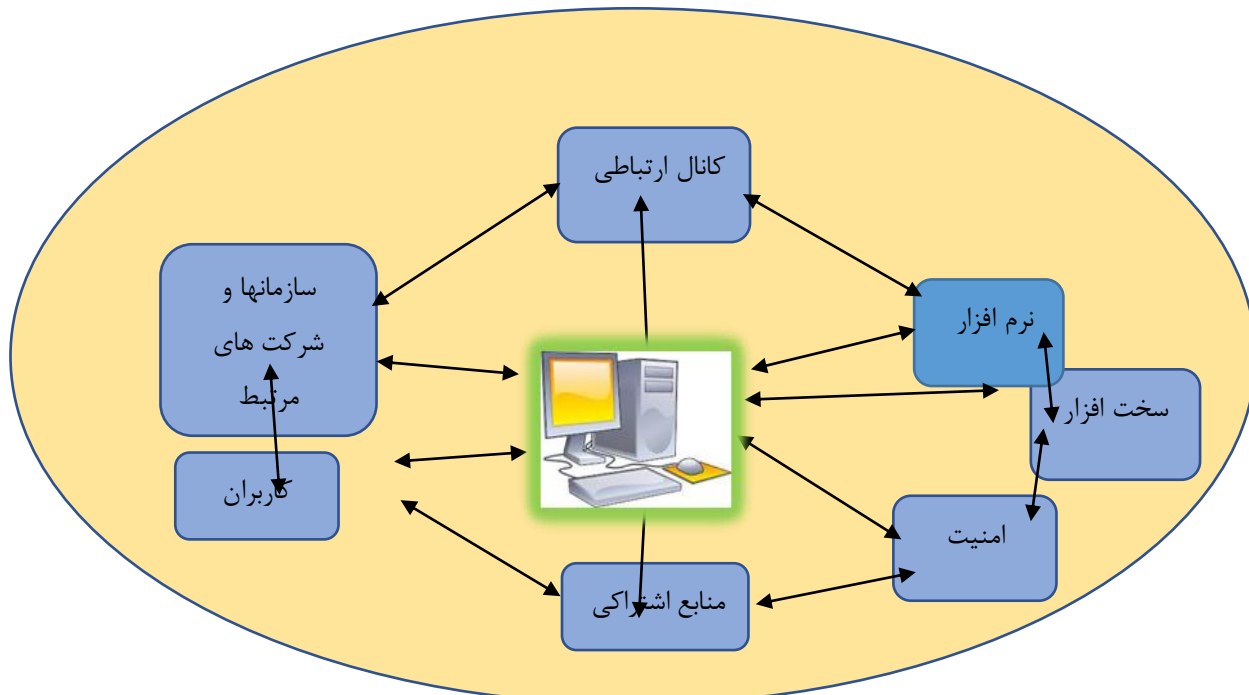 کانال ارتباطی
سازمانها و
شرکت های
مرتبط
نرم افزار
سخت افزار
کاربران
امنیت
منابع اشتراکی